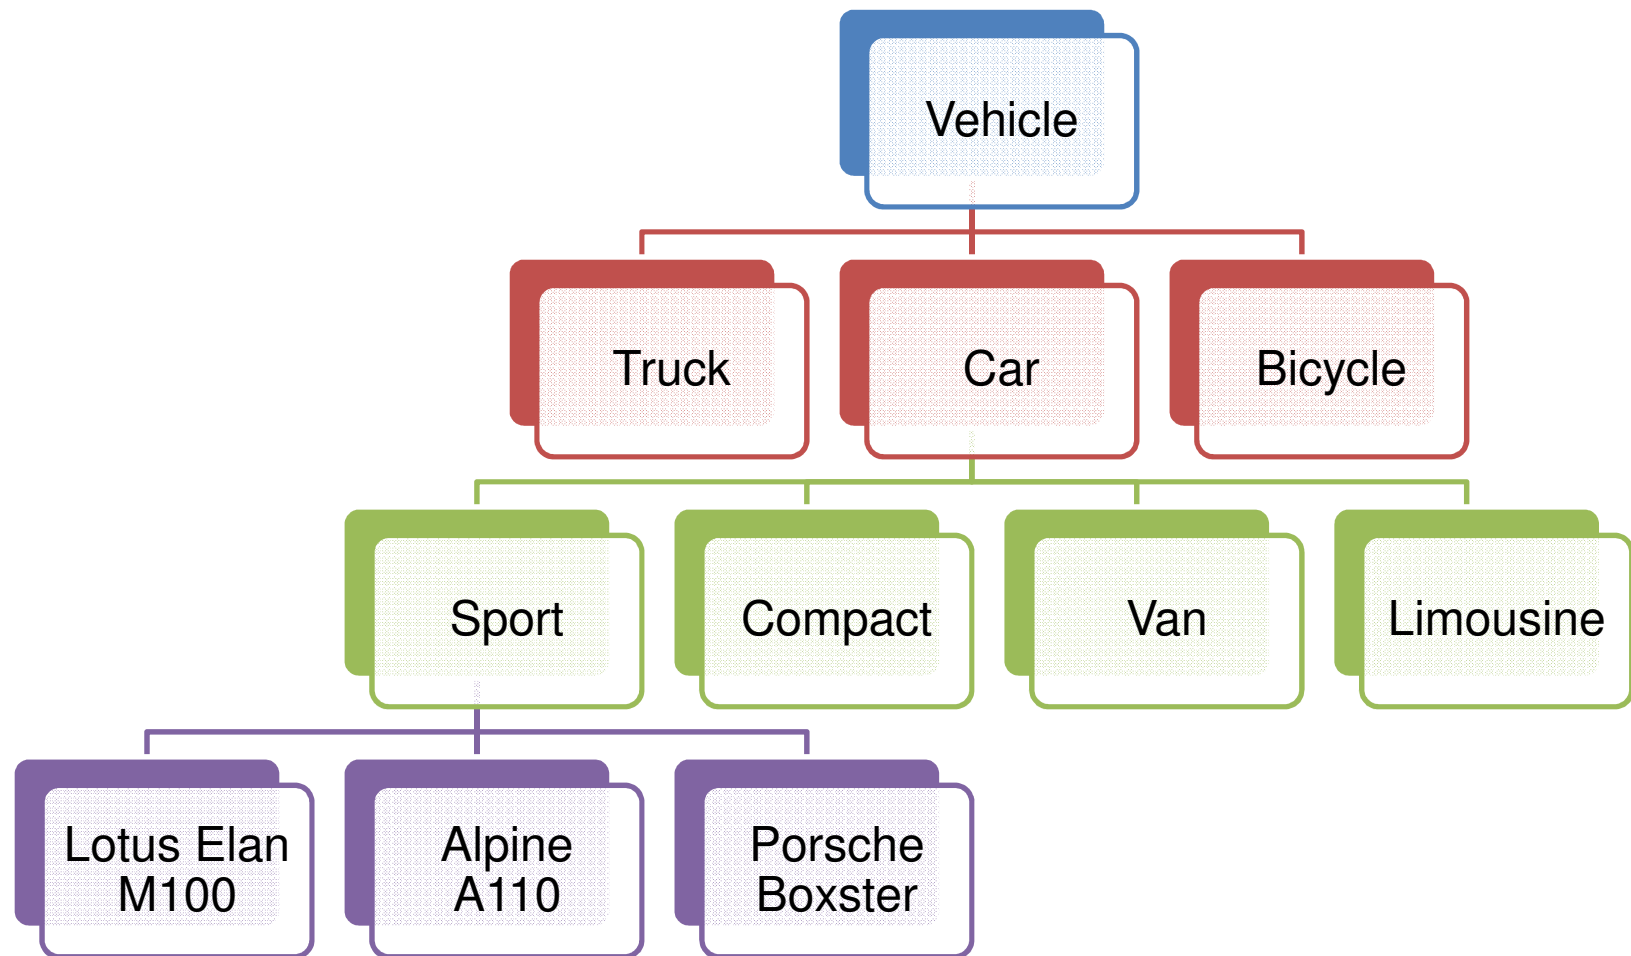 Vehicle
Truck
Car
Bicycle
Sport
Compact
Van
Limousine
Lotus Elan
M100
Alpine
A110
Porsche
Boxster